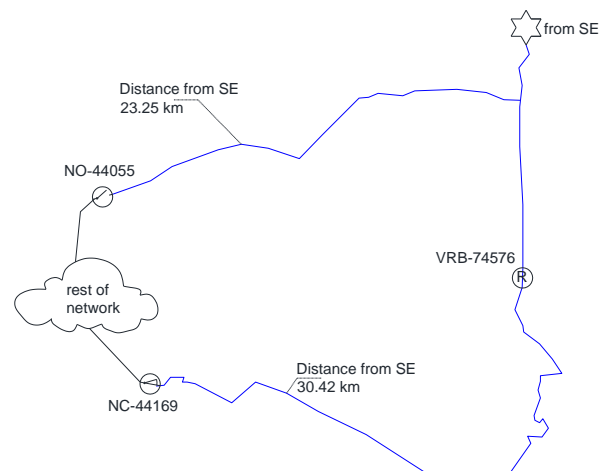 from SE
Distance from SE
23.25 km
NO-44055
VRB-74576
R
rest of
network
Distance from SE
30.42 km
NC-44169